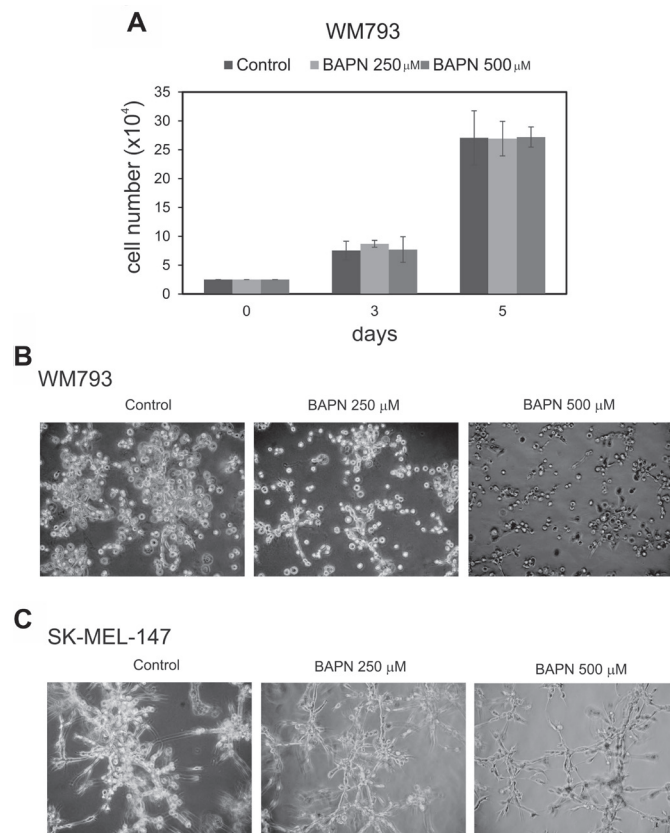 A
WM793
Control BAPN 250 μM BAPN 500 μM
35
30
25
20
15
10
5
0
cell number (x10⁴)
0 3 5
days
B
WM793
Control BAPN 250 μM BAPN 500 μM
C
SK-MEL-147
Control BAPN 250 μM BAPN 500 μM